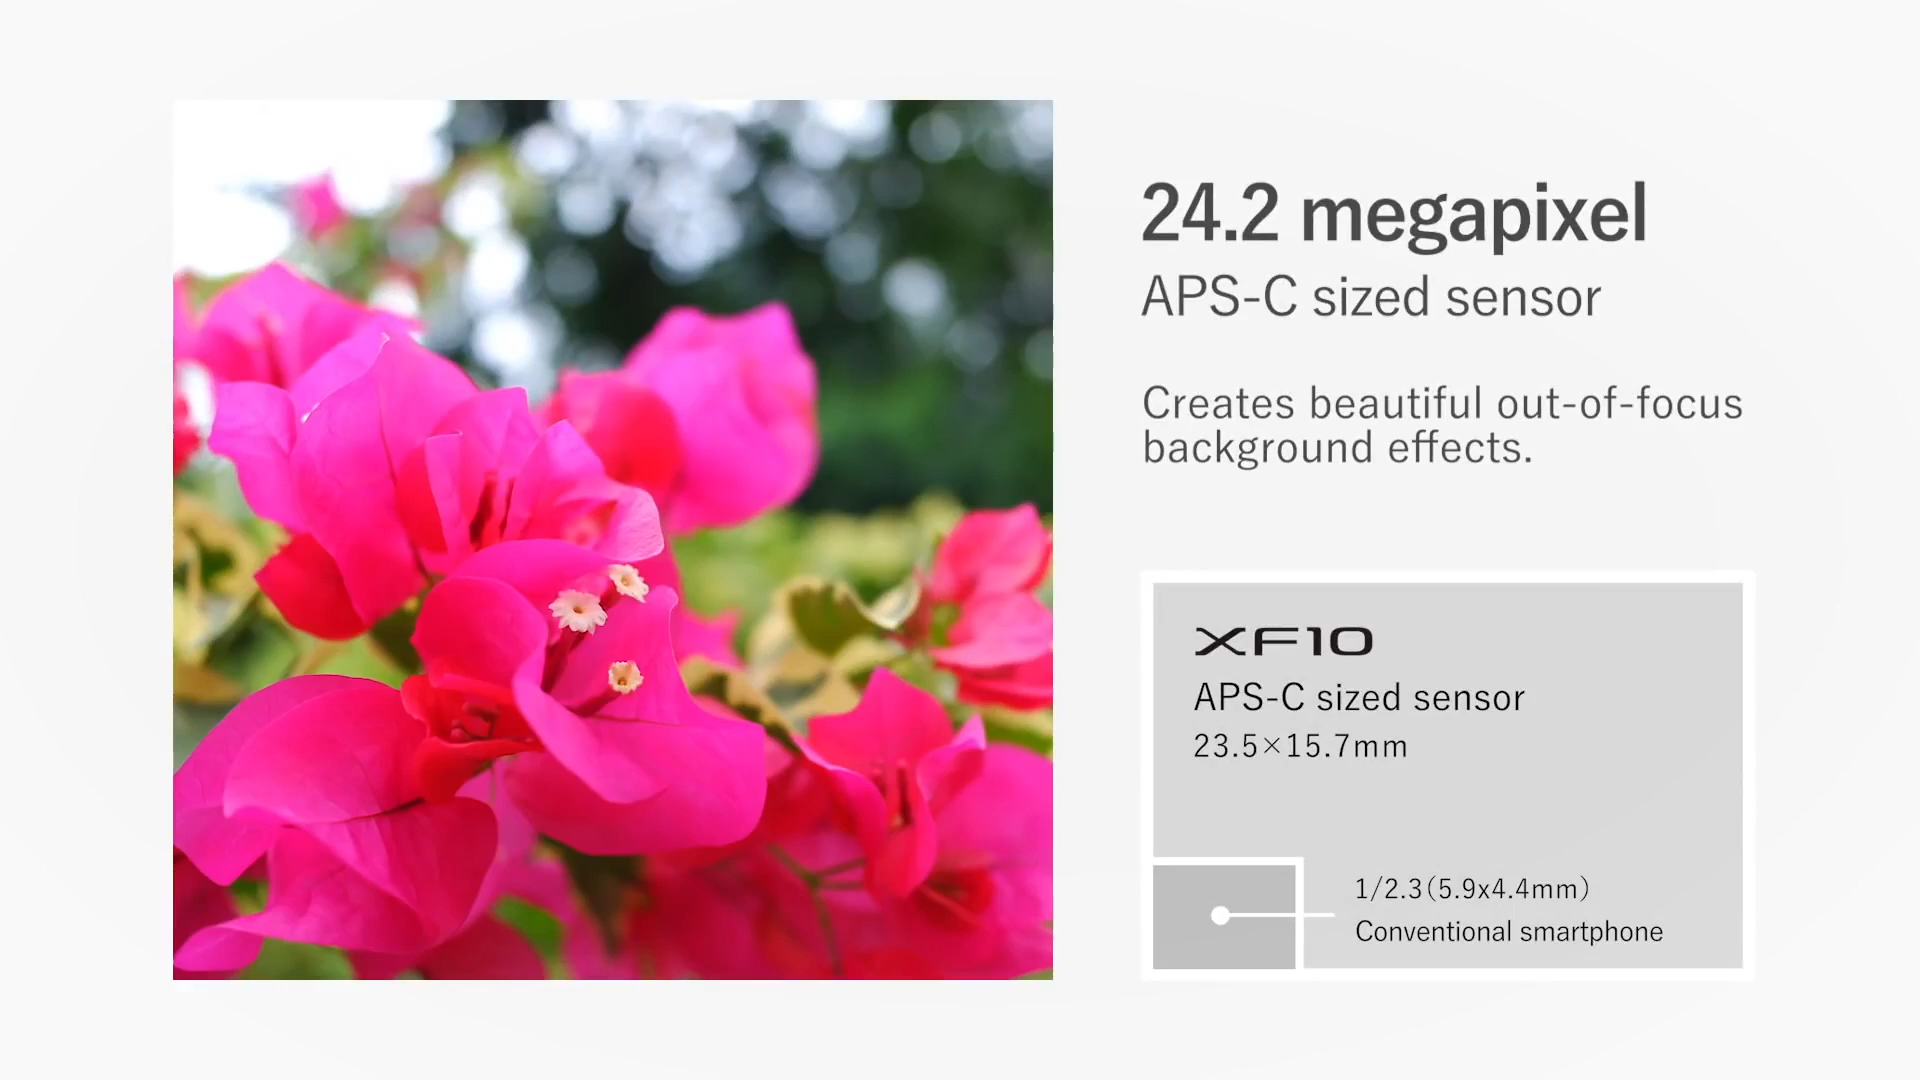 24.2 megapixel
APS-C sized sensor
Creates beautiful out-of-focus
background effects.
XF10
APS-C sized sensor
23.5×15.7mm
1/2.3(5.9x4.4mm)
Conventional smartphone